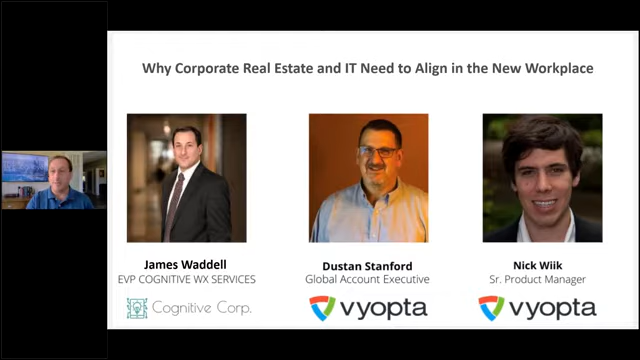 Why Corporate Real Estate and IT Need to Align in the New Workplace
James Waddell
EVP COGNITIVE WX SERVICES
Cognitive Corp.
Dustan Stanford
Global Account Executive
vyopta
Nick Wiik
Sr. Product Manager
vyopta